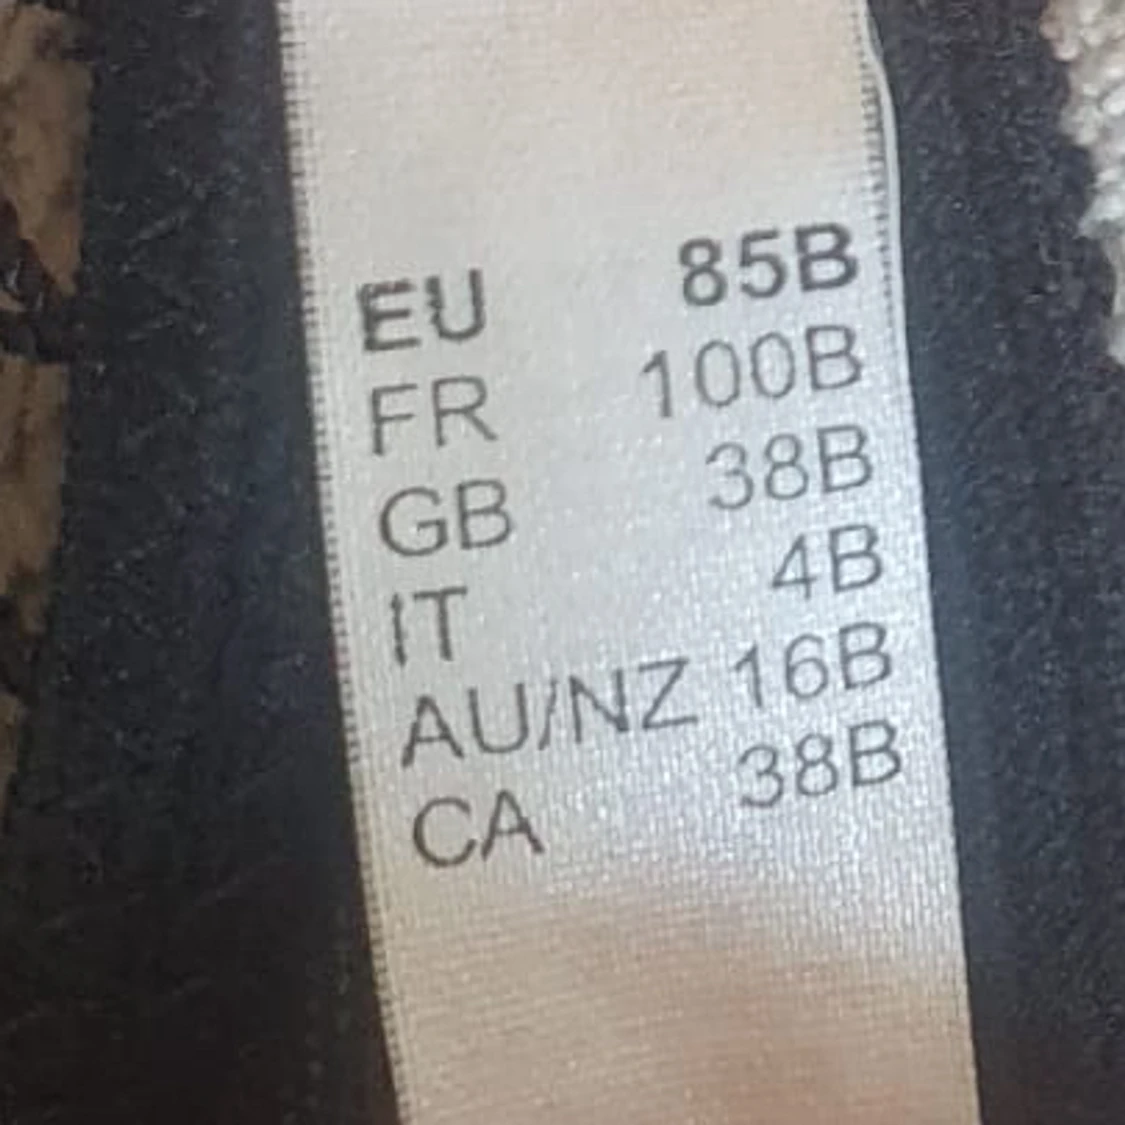 EU 85B
FR 100B
GB 38B
IT 4B
AU/NZ 16B
CA 38B